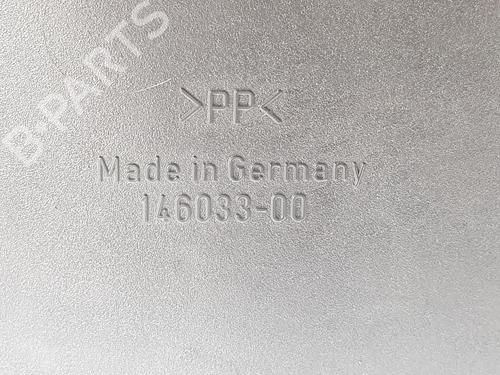 B-PARTS
>PP<
Made in Germany
146033-00